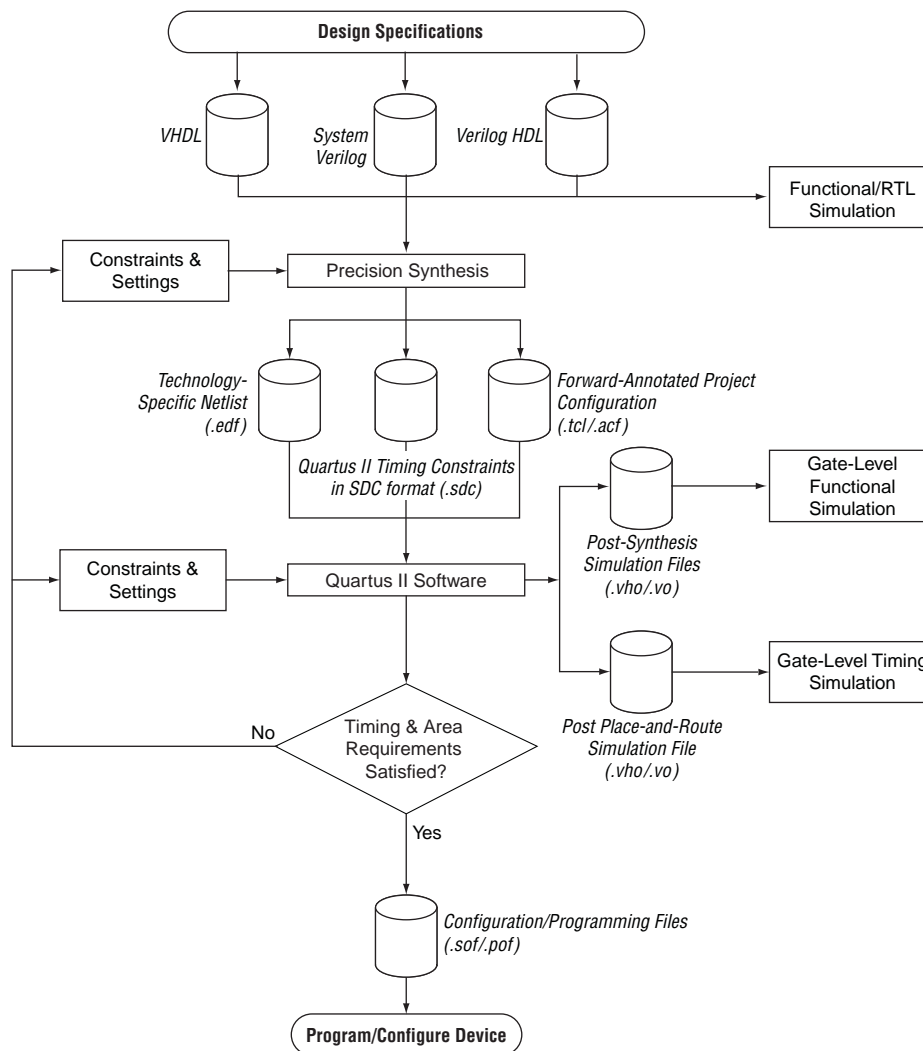 Design Specifications
VHDL
System
Verilog
Verilog HDL
Functional/RTL
Simulation
Constraints &
Settings
Precision Synthesis
Technology-
Specific Netlist
(.edf)
Forward-Annotated Project
Configuration
(.tcl/.acf)
Quartus II Timing Constraints
in SDC format (.sdc)
Gate-Level
Functional
Simulation
Post-Synthesis
Simulation Files
(.vho/.vo)
Constraints &
Settings
Quartus II Software
Gate-Level Timing
Simulation
Post Place-and-Route
Simulation File
(.vho/.vo)
No
Timing & Area
Requirements
Satisfied?
Yes
Configuration/Programming Files
(.sof/.pof)
Program/Configure Device